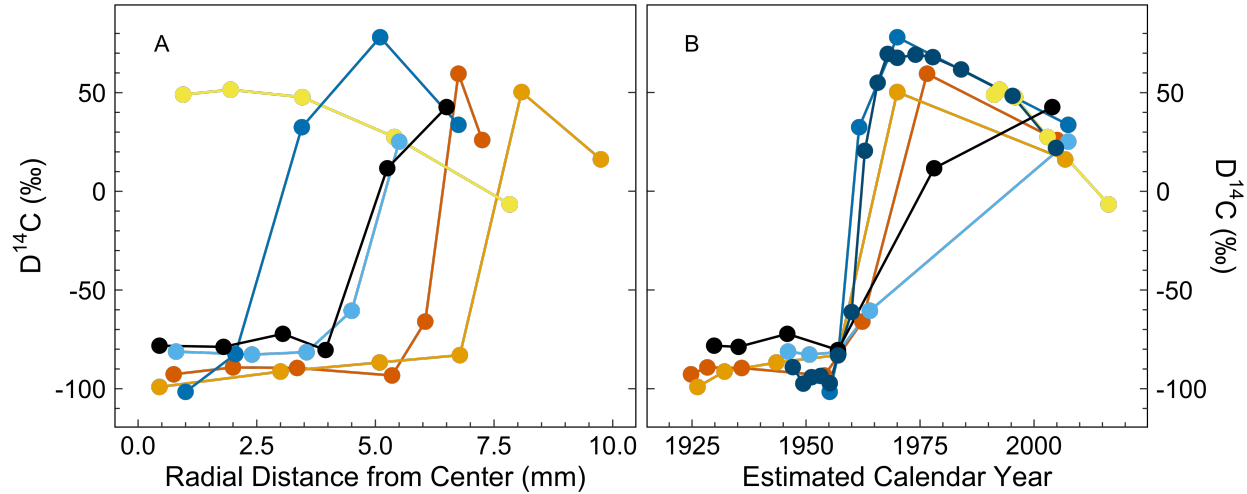 A
B
50
0
-50
-100
D¹⁴C (‰)
0.0 2.5 5.0 7.5 10.0
Radial Distance from Center (mm)
1925 1950 1975 2000
Estimated Calendar Year
50
0
-50
-100
D¹⁴C (‰)